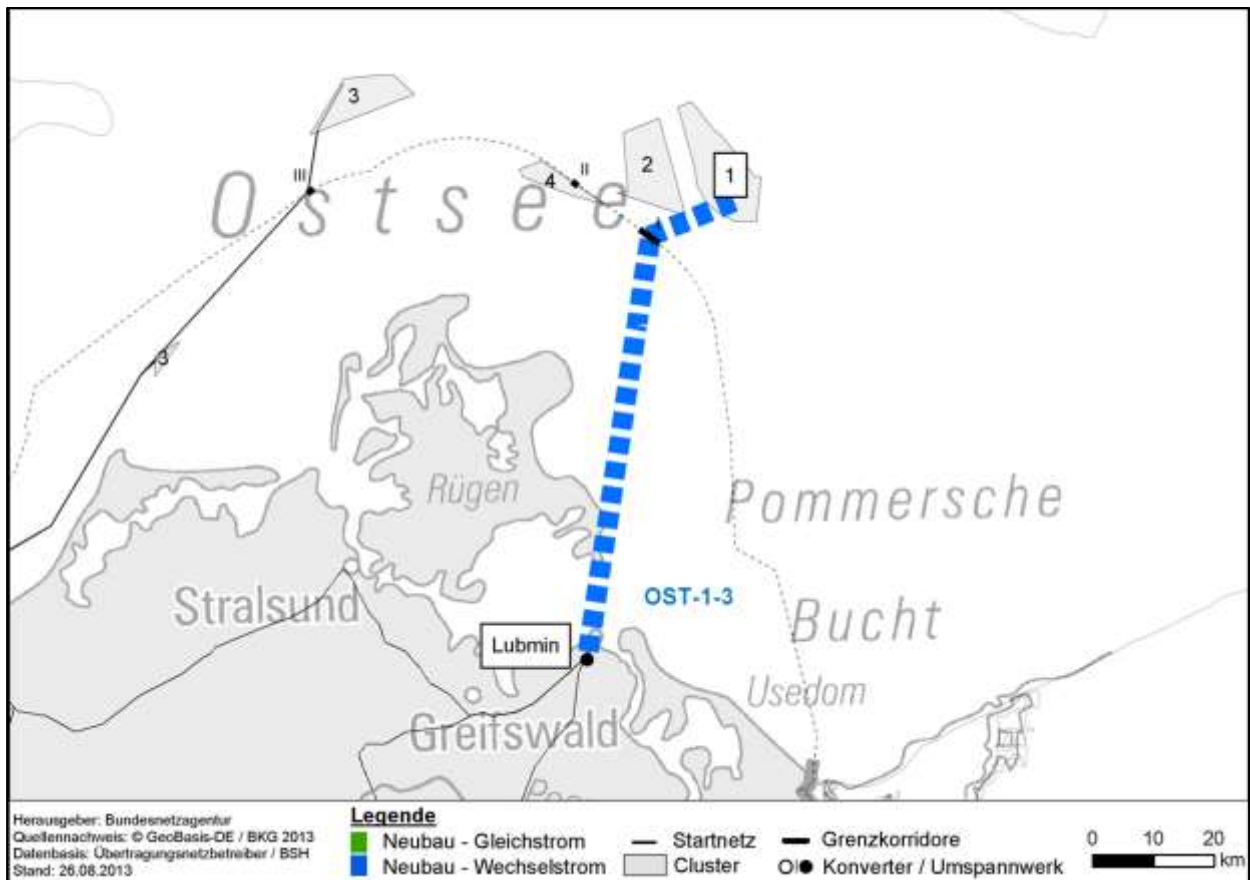 3
III
II
4
2
1
Ostsee
3
Rügen
Pommersche
Stralsund
OST-1-3
Bucht
Lubmin
Usedom
Greifswald
Herausgeber: Bundesnetzagentur
Quellennachweis: © GeoBasis-DE / BKG 2013
Datenbasis: Übertragungsnetzbetreiber / BSH
Stand: 26.08.2013
Legende
Neubau - Gleichstrom
Neubau - Wechselstrom
Startnetz
Cluster
Grenzkorridore
Konverter / Umspannwerk
0 10 20
km